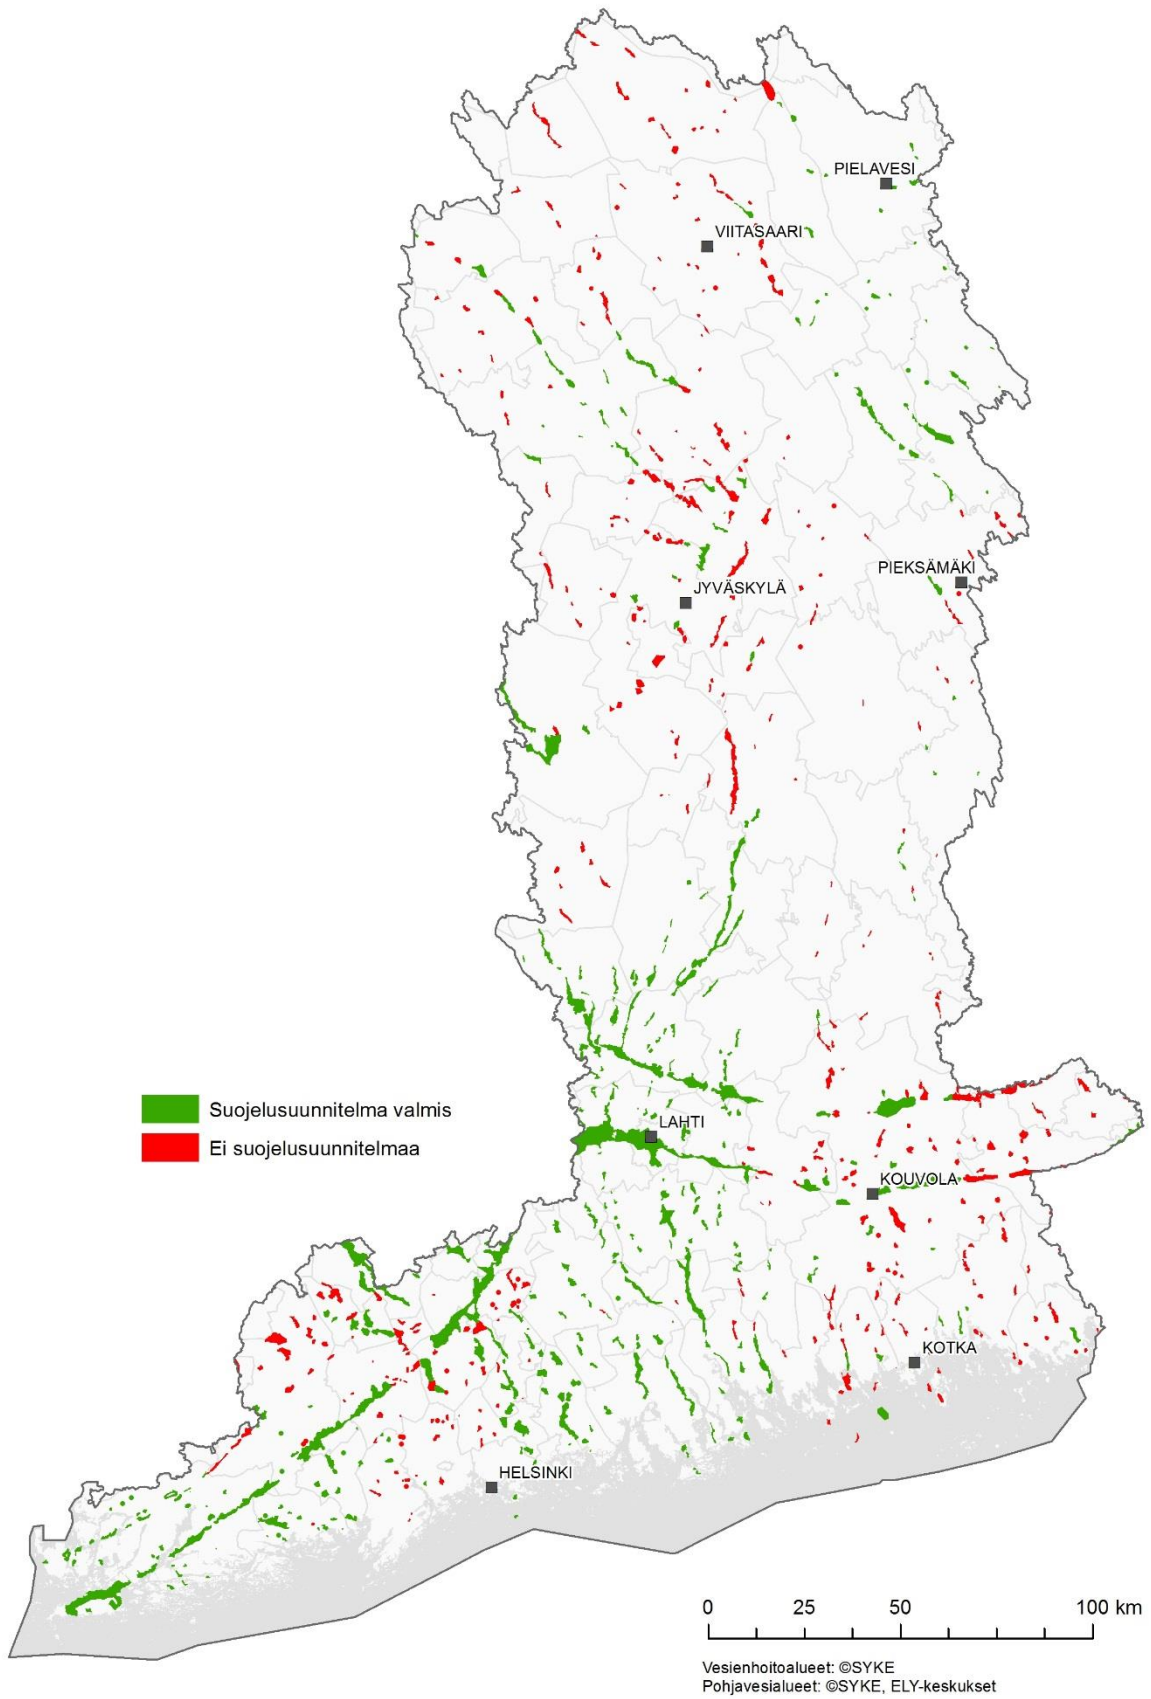 PIELAVESI
VIITASAARI
PIEKSÄMÄKI
JYVÄSKYLÄ
Suojelusuunnitelma valmis
Ei suojelusuunnitelmaa
LAHTI
KOUVOLA
KOTKA
HELSINKI
0 25 50 100 km
Vesienhoitoalueet: ©SYKE
Pohjavesialueet: ©SYKE, ELY-keskukset